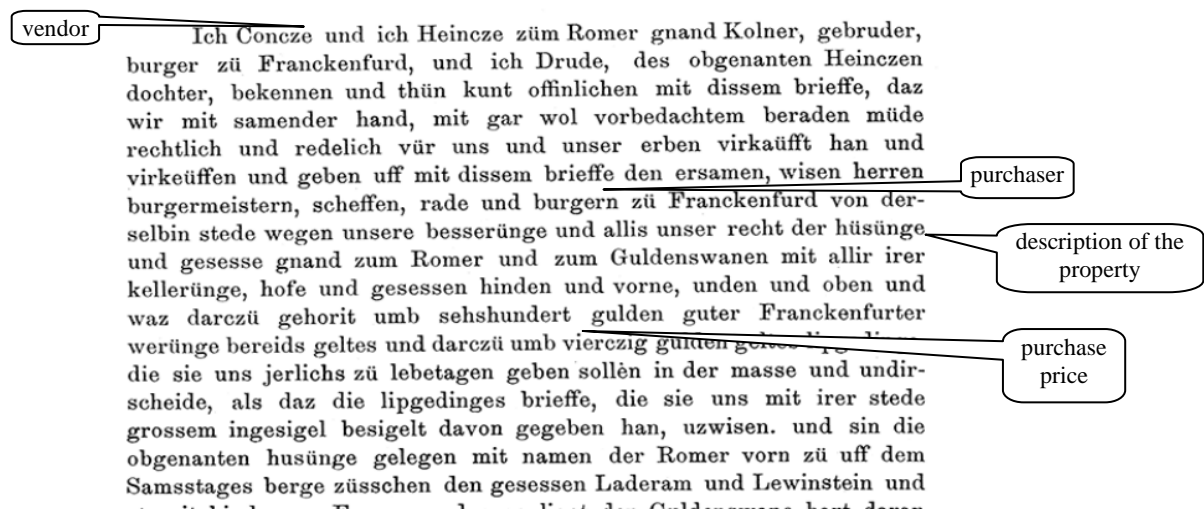 vendor
Ich Concze und ich Heincze züm Romer gnand Kolner, gebruder,
burger zü Franckenfurd, und ich Drude, des obgenanten Heinczen
dochter, bekennen und thün kunt offinlichen mit dissem brieffe, daz
wir mit samender hand, mit gar wol vorbedachtem beraden müde
rechtlich und redelich vür uns und unser erben virkaüfft han und
virkeüffen und geben uff mit dissem brieffe den ersamen, wisen herren
purchaser
burgermeistern, scheffen, rade und burgern zü Franckenfurd von der-
selbin stede wegen unsere besserünge und allis unser recht der hüsünge
description of the
property
und gesesse gnand zum Romer und zum Guldenswanen mit allir irer
kellerünge, hofe und gesessen hinden und vorne, unden und oben und
waz darczü gehorit umb sehshundert gulden guter Franckenfurter
purchase
price
werünge bereids geltes und darczü umb vierczig gulden geltes
die sie uns jerlichs zü lebetagen geben sollen in der masse und undir-
scheide, als daz die lipgedinges brieffe, die sie uns mit irer stede
grossem ingesigel besigelt davon gegeben han, uzwisen. und sin die
obgenanten husünge gelegen mit namen der Romer vorn zü uff dem
Samsstages berge züsschen den gesessen Laderam und Lewinstein und